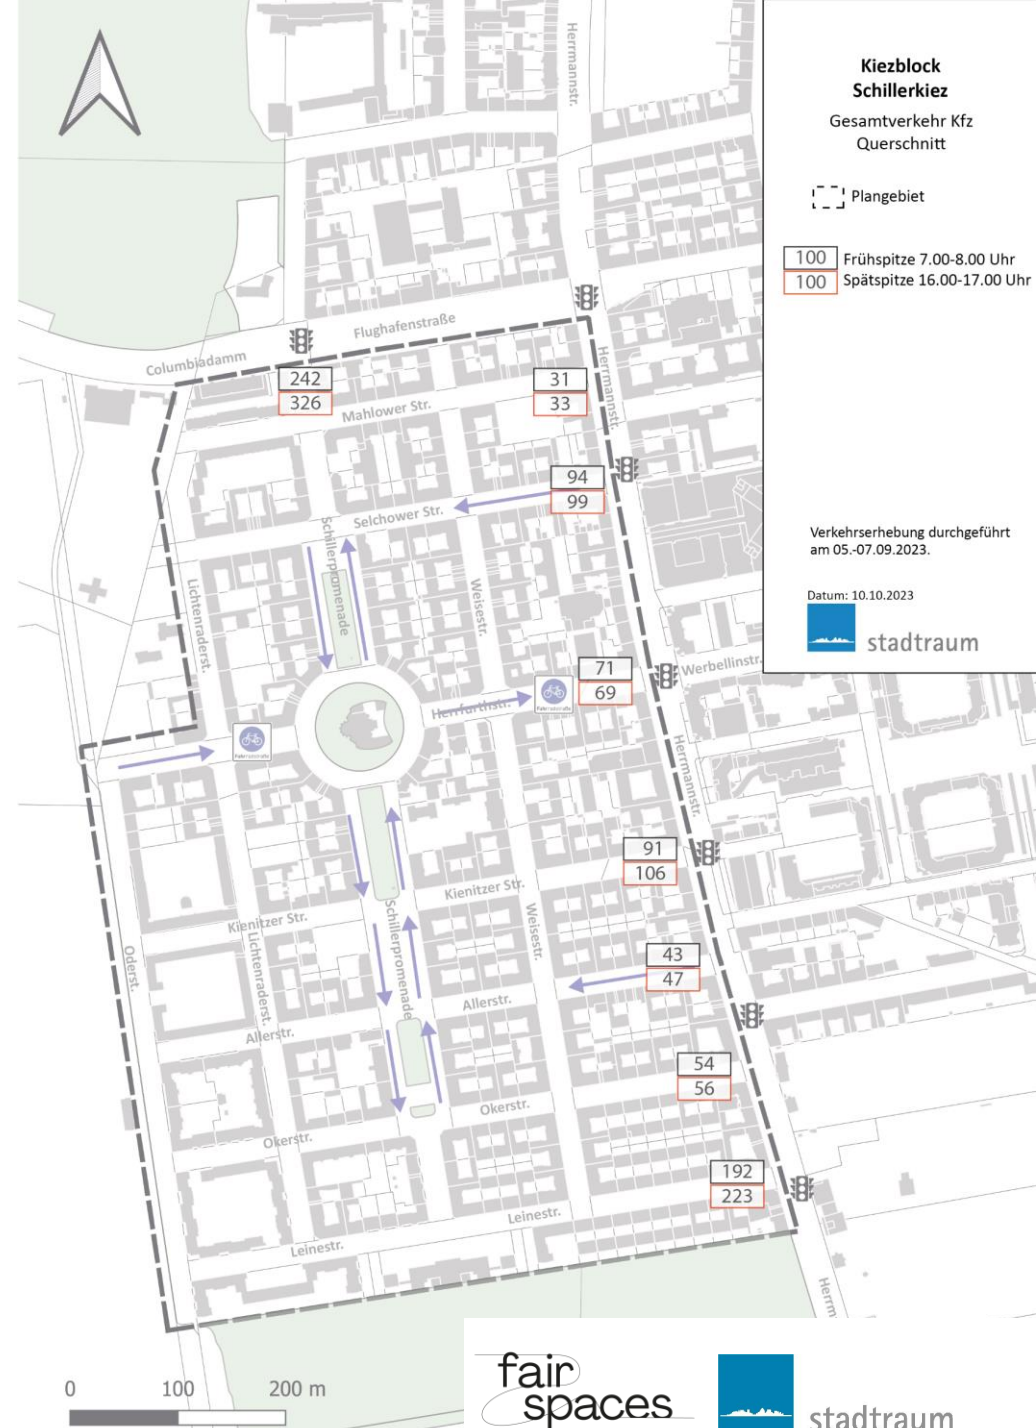 Herrmannstr.
Kiezblock
Schillerkiez
Gesamtverkehr Kfz
Querschnitt
Plangebiet
100 Frühspitze 7.00-8.00 Uhr
100 Spätspitze 16.00-17.00 Uhr
Flughafenstraße
Columbiadamm
Herrmannstr.
242
326
31
33
Mahlower Str.
94
99
Selchower Str.
Schillerpromenade
Verkehrserhebung durchgeführt
am 05.-07.09.2023.
Datum: 10.10.2023
stadtraum
Lichtenraderst.
Weisestr.
Werbellinstr.
71
69
Herrfurthstr.
Herrmannstr.
91
106
Kienitzer Str.
Kienitzer Str.
Schillerpromenade
Weisestr.
Lichtenraderst.
Oderst.
43
47
Allerstr.
Allerstr.
54
56
Okerstr.
Okerstr.
192
223
Leinestr.
Leinestr.
Herrm
0 100 200 m
fair
spaces
stadtraum